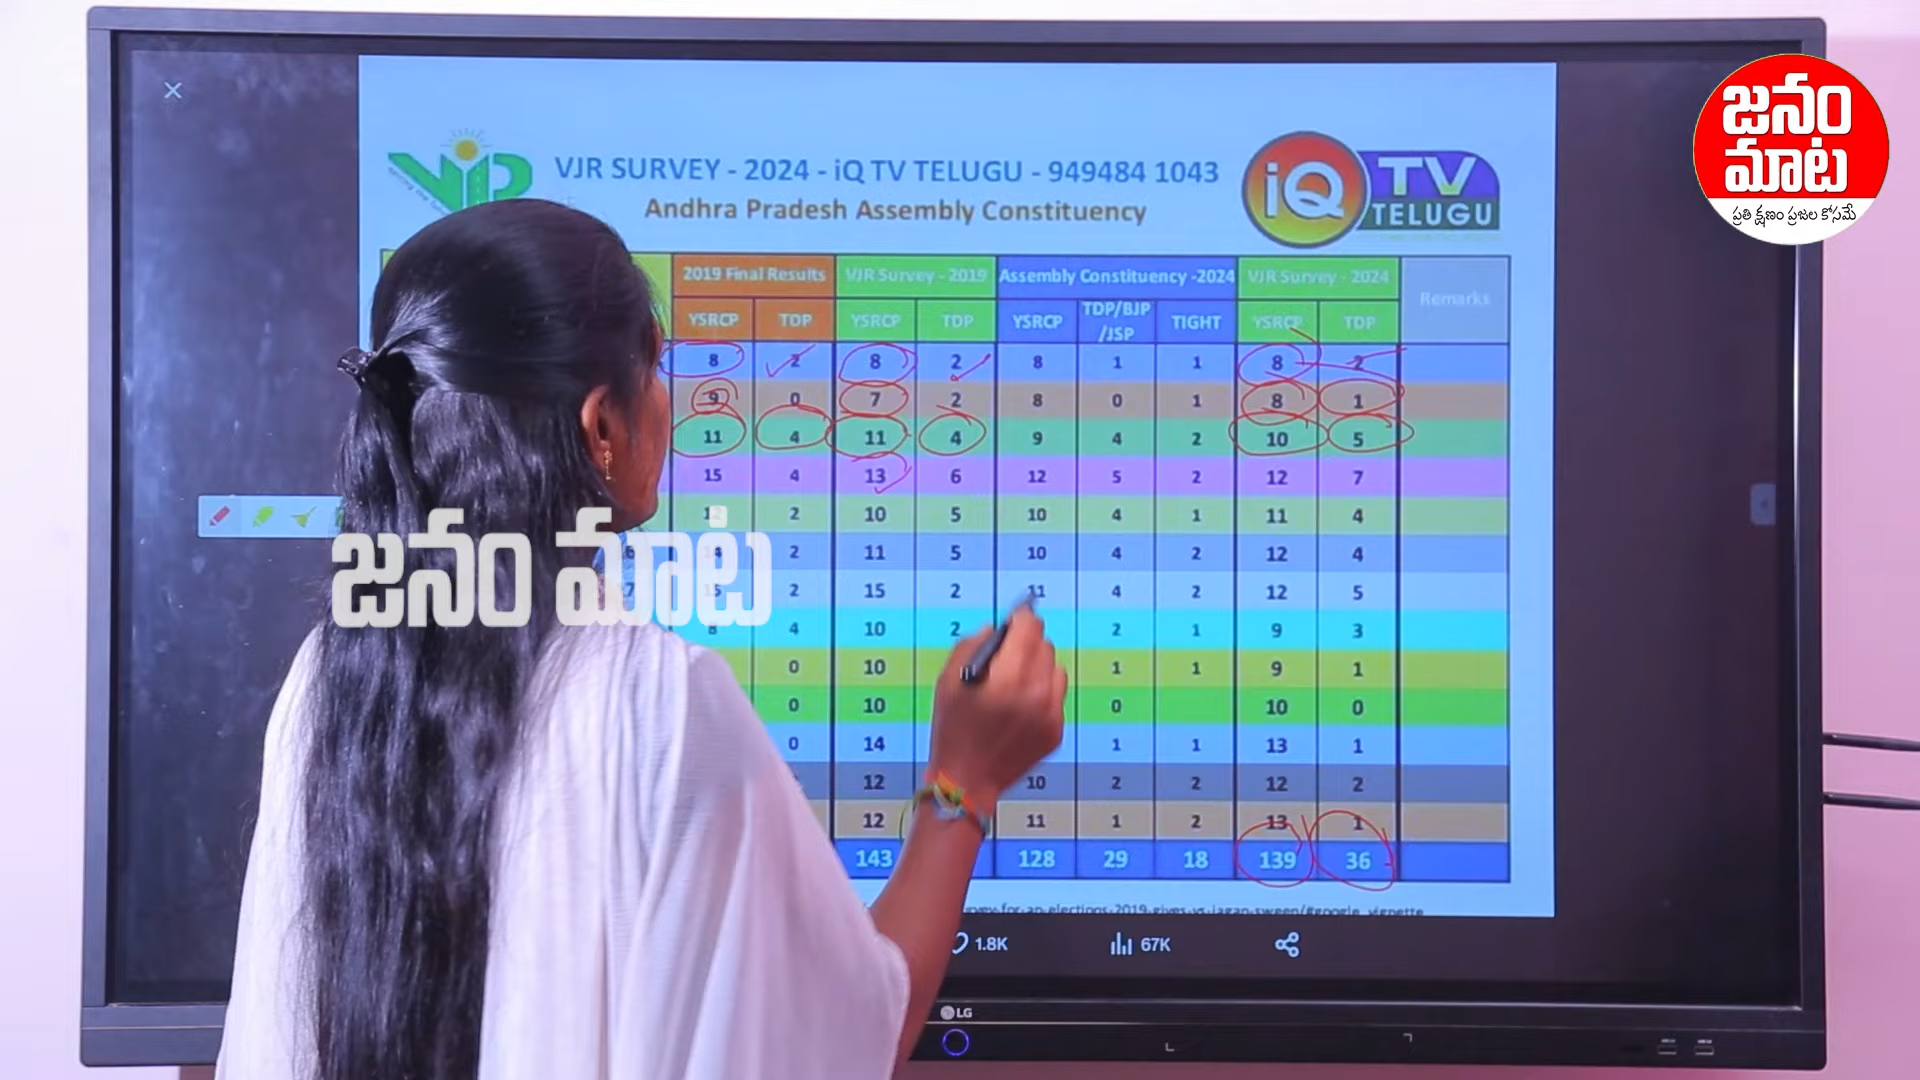 జనం
మాట
ప్రతి క్షణం ప్రజల కోసమే
VJR SURVEY - 2024 - iQ TV TELUGU - 949484 1043
Andhra Pradesh Assembly Constituency
iQ TV
TELUGU
2019 Final Results VJR Survey - 2019 Assembly Constituency -2024 VJR Survey - 2024 Remarks
YSRCP TDP YSRCP TDP YSRCP TDP/BJP /JSP TIGHT YSRCP TDP
8 2 8 2 8 1 1 8 2
9 0 7 2 8 0 1 8 1
11 4 11 4 9 4 2 10 5
15 4 13 6 12 5 2 12 7
2 10 5 10 4 1 11 4
2 11 5 10 4 2 12 4
2 15 2 11 4 2 12 5
8 4 10 2 2 1 9 3
0 10 1 1 9 1
0 10 0 10 0
0 14 1 1 13 1
12 10 2 2 12 2
12 11 1 2 13 1
143 128 29 18 139 36
జనం మాట
1.8K 67K
LG